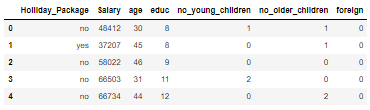 Holliday_Package Salary age educ no_young_children no_older_children foreign
0 no 48412 30 8 1 1 0
1 yes 37207 45 8 0 1 0
2 no 58022 46 9 0 0 0
3 no 66503 31 11 2 0 0
4 no 66734 44 12 0 2 0